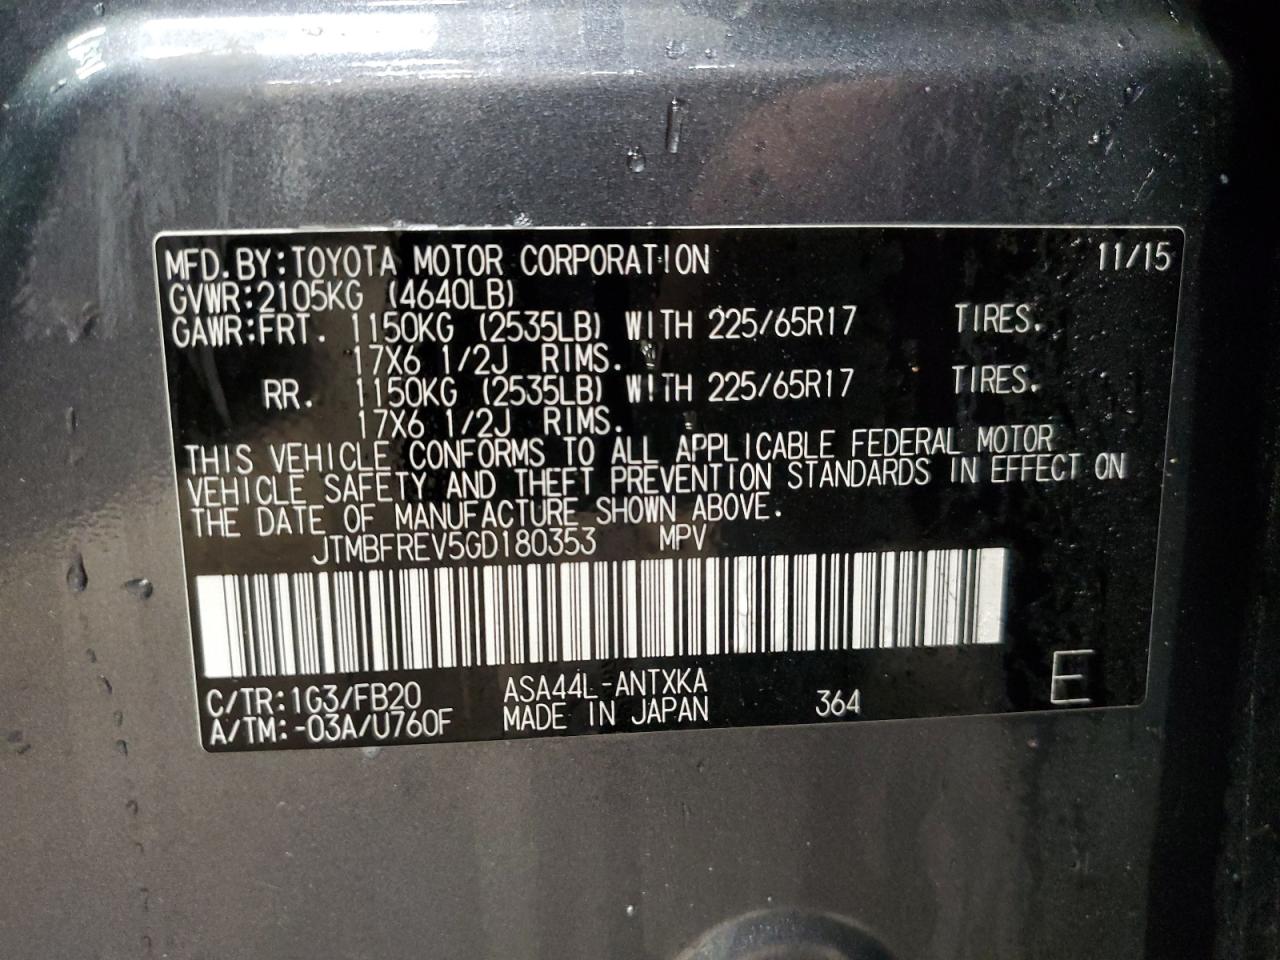 MFD.BY:TOYOTA MOTOR CORPORATION 11/15
GVWR:2105KG (4640LB)
GAWR:FRT. 1150KG (2535LB) WITH 225/65R17 TIRES.
17X6 1/2J RIMS.
RR. 1150KG (2535LB) WITH 225/65R17 TIRES.
17X6 1/2J RIMS.
THIS VEHICLE CONFORMS TO ALL APPLICABLE FEDERAL MOTOR
VEHICLE SAFETY AND THEFT PREVENTION STANDARDS IN EFFECT ON
THE DATE OF MANUFACTURE SHOWN ABOVE.
JTMBFREV5GD180353 MPV
C/TR:1G3/FB20 ASA44L-ANTXKA
A/TM:-03A/U760F MADE IN JAPAN 364 E